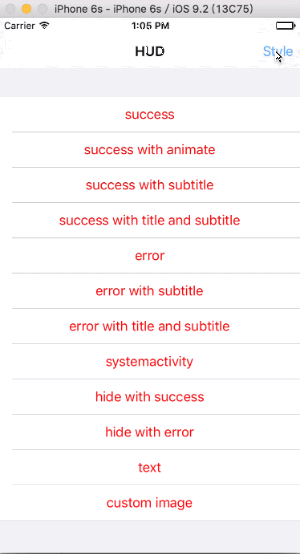 iPhone 6s - iPhone 6s / iOS 9.2 (13C75)
Carrier 1:05 PM
HUD Style
success
success with animate
success with subtitle
success with title and subtitle
error
error with subtitle
error with title and subtitle
systemactivity
hide with success
hide with error
text
custom image